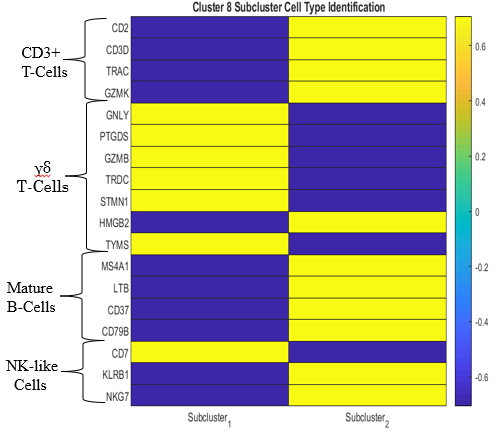 Cluster 8 Subcluster Cell Type Identification
CD3+
T-Cells
CD2
CD3D
TRAC
GZMK
γδ
T-Cells
GNLY
PTGDS
GZMB
TRDC
STMN1
HMGB2
TYMS
Mature
B-Cells
MS4A1
LTB
CD37
CD79B
NK-like
Cells
CD7
KLRB1
NKG7
Subcluster1
Subcluster2
0.6
0.4
0.2
0
-0.2
-0.4
-0.6